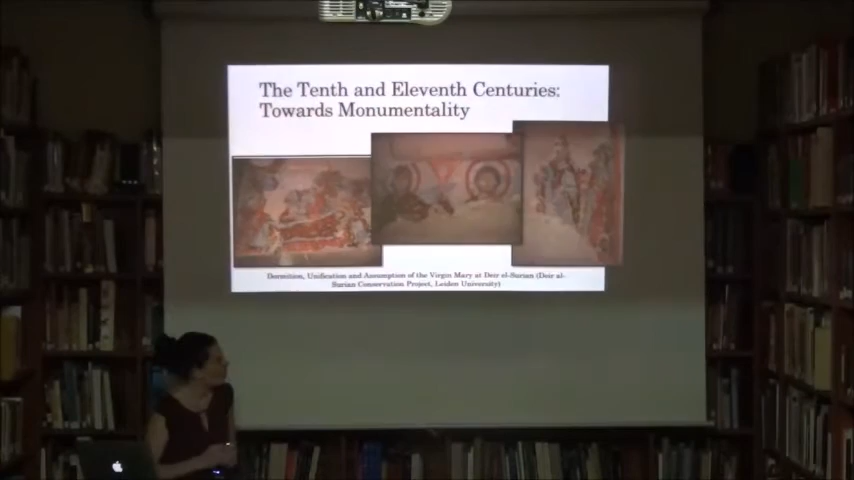 The Tenth and Eleventh Centuries:
Towards Monumentality
Dormition, Unification and Assumption of the Virgin Mary at Deir el-Surian (Deir al-
Surian Conservation Project, Leiden University)